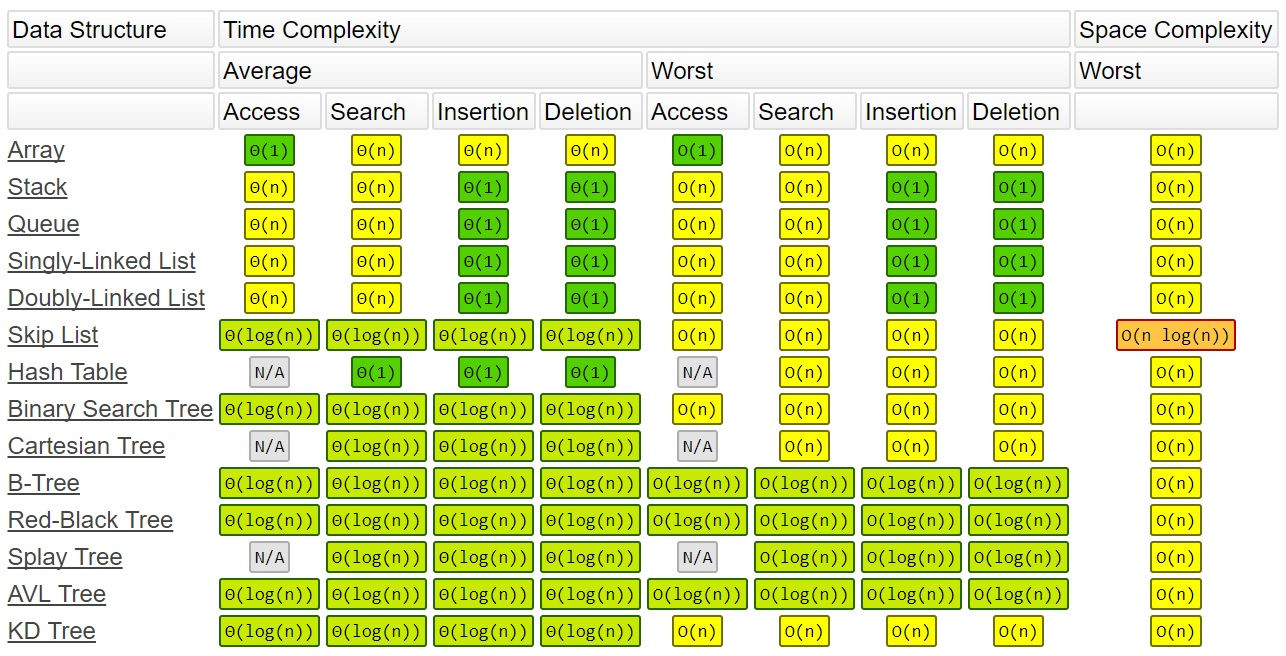 Data Structure Time Complexity Space Complexity
Average Worst Worst
Access Search Insertion Deletion Access Search Insertion Deletion
Array Θ(1) Θ(n) Θ(n) Θ(n) O(1) O(n) O(n) O(n) O(n)
Stack Θ(n) Θ(n) Θ(1) Θ(1) O(n) O(n) O(1) O(1) O(n)
Queue Θ(n) Θ(n) Θ(1) Θ(1) O(n) O(n) O(1) O(1) O(n)
Singly-Linked List Θ(n) Θ(n) Θ(1) Θ(1) O(n) O(n) O(1) O(1) O(n)
Doubly-Linked List Θ(n) Θ(n) Θ(1) Θ(1) O(n) O(n) O(1) O(1) O(n)
Skip List Θ(log(n)) Θ(log(n)) Θ(log(n)) Θ(log(n)) O(n) O(n) O(n) O(n) O(n log(n))
Hash Table N/A Θ(1) Θ(1) Θ(1) N/A O(n) O(n) O(n) O(n)
Binary Search Tree Θ(log(n)) Θ(log(n)) Θ(log(n)) Θ(log(n)) O(n) O(n) O(n) O(n) O(n)
Cartesian Tree N/A Θ(log(n)) Θ(log(n)) Θ(log(n)) N/A O(n) O(n) O(n) O(n)
B-Tree Θ(log(n)) Θ(log(n)) Θ(log(n)) Θ(log(n)) O(log(n)) O(log(n)) O(log(n)) O(log(n)) O(n)
Red-Black Tree Θ(log(n)) Θ(log(n)) Θ(log(n)) Θ(log(n)) O(log(n)) O(log(n)) O(log(n)) O(log(n)) O(n)
Splay Tree N/A Θ(log(n)) Θ(log(n)) Θ(log(n)) N/A O(log(n)) O(log(n)) O(log(n)) O(n)
AVL Tree Θ(log(n)) Θ(log(n)) Θ(log(n)) Θ(log(n)) O(log(n)) O(log(n)) O(log(n)) O(log(n)) O(n)
KD Tree Θ(log(n)) Θ(log(n)) Θ(log(n)) Θ(log(n)) O(n) O(n) O(n) O(n) O(n)